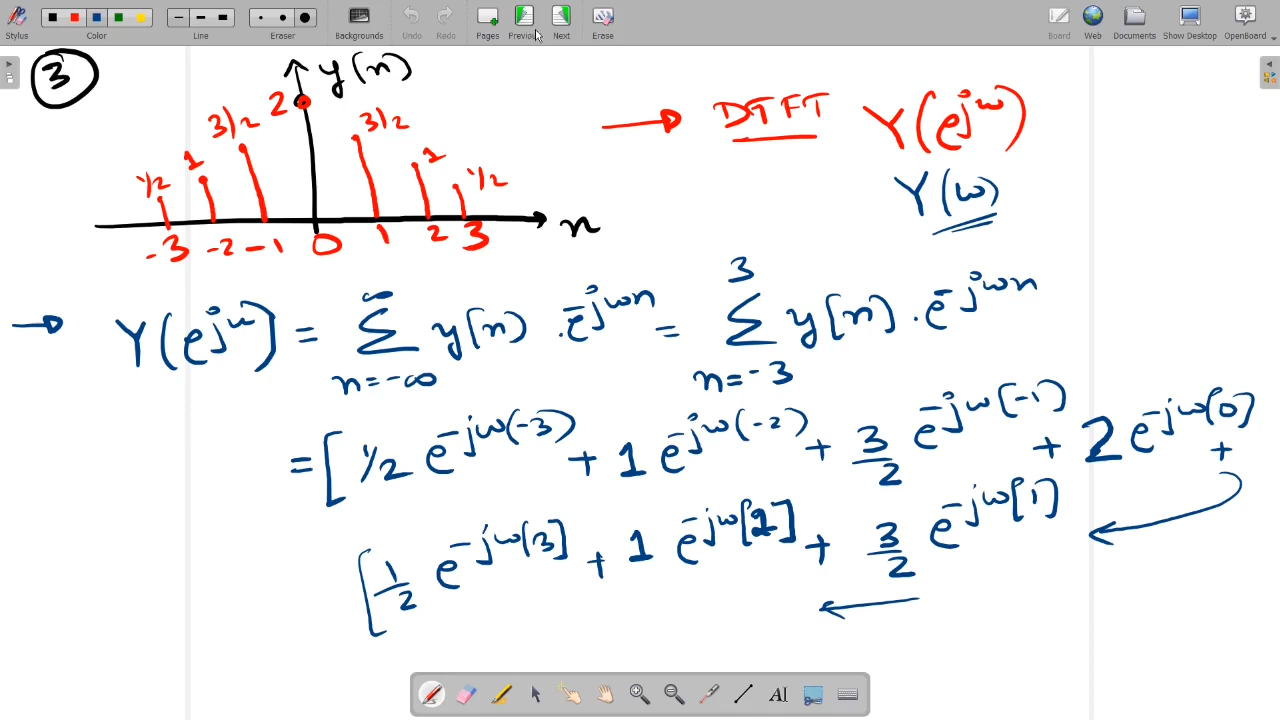 Stylus Color Line Eraser Backgrounds Undo Redo Pages Previous Next Erase Board Web Documents Show Desktop OpenBoard
3
y(n)
2
3/2 3/2
1 1
1/2 1/2
-3 -2 -1 0 1 2 3 n
→ DTFT Y(e^jω)
Y(ω)
→ Y(e^jω) = ∑_{n=-∞}^{∞} y[n] . e^-jωn = ∑_{n=-3}^{3} y[n] . e^-jωn
= [ 1/2 e^-jω(-3) + 1 e^-jω(-2) + 3/2 e^-jω[-1] + 2 e^-jω[0] +
[ 1/2 e^-jω[3] + 1 e^-jω[2] + 3/2 e^-jω[1]
AI